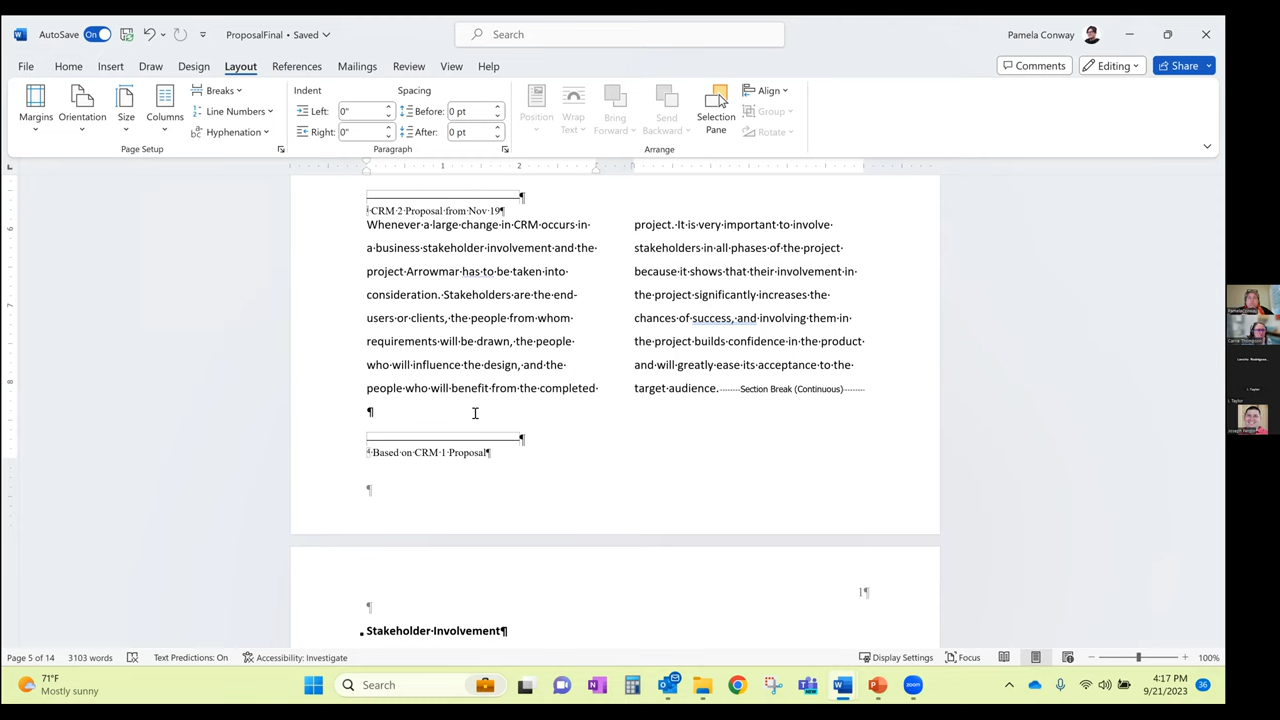 AutoSave On ProposalFinal • Saved Search Pamela Conway
File Home Insert Draw Design Layout References Mailings Review View Help Comments Editing Share
Margins Orientation Size Columns
Breaks
Line Numbers
Hyphenation
Page Setup
Indent Spacing
Left: 0" Before: 0 pt
Right: 0" After: 0 pt
Paragraph
Position Wrap Text Bring Forward Send Backward Selection Pane
Align
Group
Rotate
Arrange
1 2
6
7
8
¶
CRM·2·Proposal·from·Nov·19¶
Whenever·a·large·change·in·CRM·occurs·in·
a·business·stakeholder·involvement·and·the·
project·Arrowmar·has·to·be·taken·into·
consideration.·Stakeholders·are·the·end-
users·or·clients,·the·people·from·whom·
requirements·will·be·drawn,·the·people·
who·will·influence·the·design,·and·the·
people·who·will·benefit·from·the·completed·
project.·It·is·very·important·to·involve·
stakeholders·in·all·phases·of·the·project·
because·it·shows·that·their·involvement·in·
the·project·significantly·increases·the·
chances·of·success,·and·involving·them·in·
the·project·builds·confidence·in·the·product·
and·will·greatly·ease·its·acceptance·to·the·
target·audience.·Section Break (Continuous)
¶
¶
Based·on·CRM·1·Proposal¶
¶
1¶
¶
Stakeholder·Involvement¶
Page 5 of 14 3103 words Text Predictions: On Accessibility: Investigate Display Settings Focus 100%
71°F
Mostly sunny
Search
4:17 PM
9/21/2023
36
I. Taylor
I. Taylor